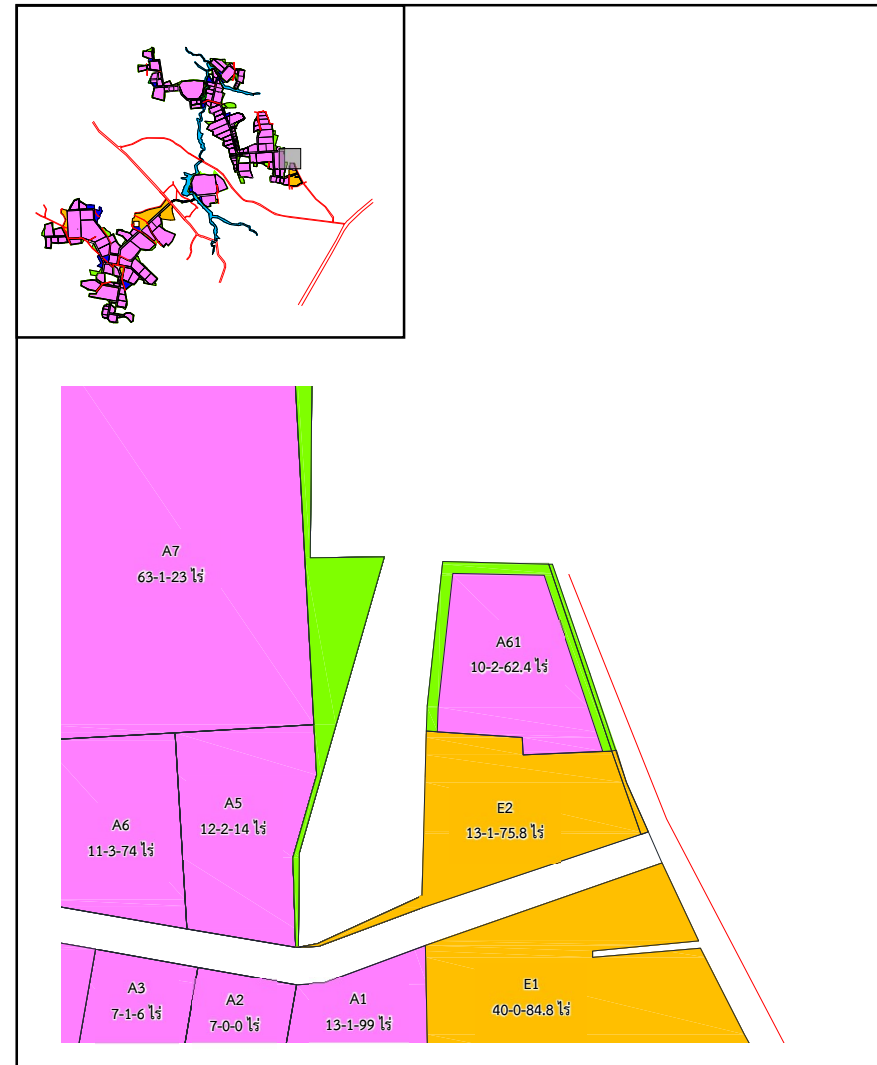 A7
63-1-23 ไร่
A61
10-2-62.4 ไร่
A5
12-2-14 ไร่
E2
13-1-75.8 ไร่
A6
11-3-74 ไร่
E1
40-0-84.8 ไร่
A3
7-1-6 ไร่
A2
7-0-0 ไร่
A1
13-1-99 ไร่